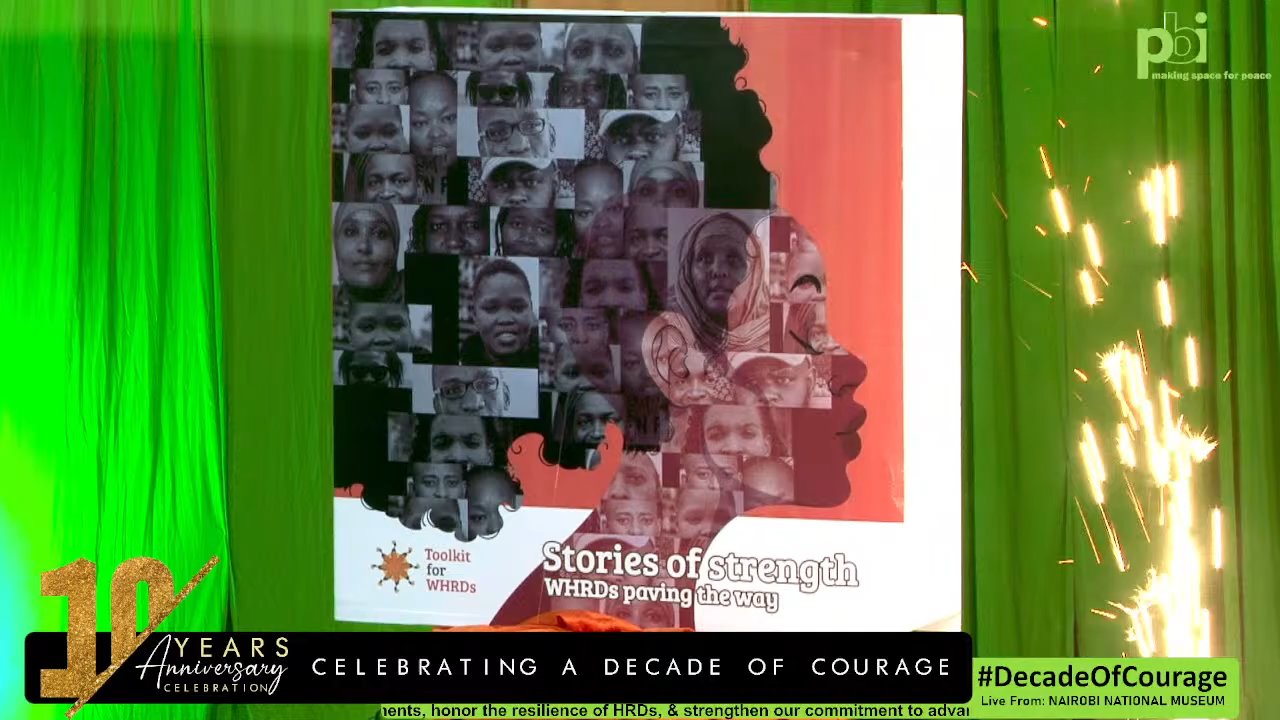 pbi
making space for peace
Toolkit
for
WHRDs
Stories of strength
WHRDs paving the way
10
YEARS
Anniversary
CELEBRATION
CELEBRATING A DECADE OF COURAGE
#DecadeOfCourage
Live From: NAIROBI NATIONAL MUSEUM
honor the resilience of HRDs, & strengthen our commitment to